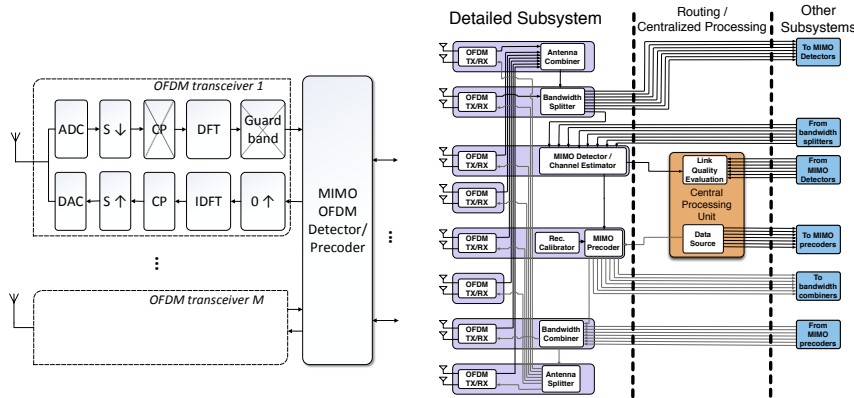 OFDM transceiver 1
ADC
S ↓
CP
DFT
Guard
band
DAC
S ↑
CP
IDFT
0 ↑
MIMO
OFDM
Detector/
Precoder
OFDM transceiver M
Detailed Subsystem
Routing /
Centralized Processing
Other
Subsystems
OFDM
TX/RX
Antenna
Combiner
To MIMO
Detectors
OFDM
TX/RX
Bandwidth
Splitter
From
bandwidth
splitters
OFDM
TX/RX
MIMO Detector /
Channel Estimator
Link
Quality
Evaluation
From
MIMO
Detectors
OFDM
TX/RX
Central
Processing
Unit
OFDM
TX/RX
Rec.
Calibrator
MIMO
Precoder
Data
Source
To MIMO
precoders
OFDM
TX/RX
To
bandwidth
combiners
OFDM
TX/RX
Bandwidth
Combiner
From
MIMO
precoders
OFDM
TX/RX
Antenna
Splitter